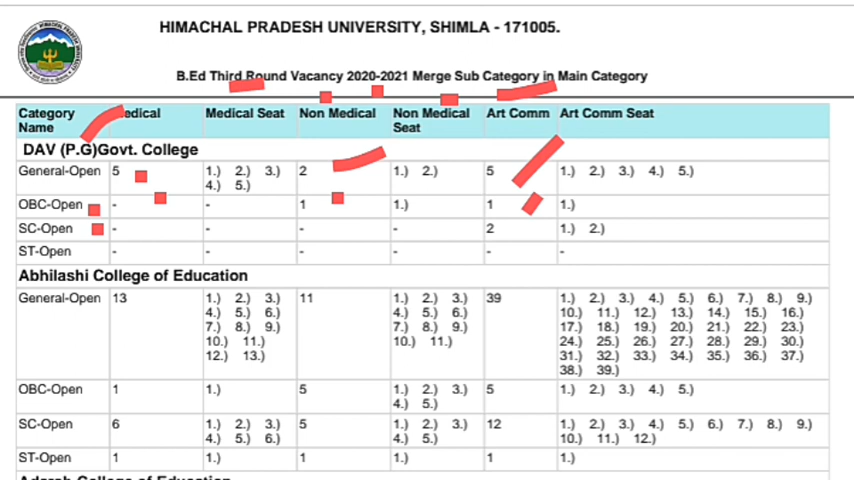 HIMACHAL PRADESH UNIVERSITY, SHIMLA - 171005.
B.Ed Third Round Vacancy 2020-2021 Merge Sub Category in Main Category
Category Name Medical Medical Seat Non Medical Non Medical Seat Art Comm Art Comm Seat
DAV (P.G)Govt. College
General-Open 5 1.) 2.) 3.) 4.) 5.) 2 1.) 2.) 5 1.) 2.) 3.) 4.) 5.)
OBC-Open - - 1 1.) 1 1.)
SC-Open - - - - 2 1.) 2.)
ST-Open - - - - - -
Abhilashi College of Education
General-Open 13 1.) 2.) 3.) 4.) 5.) 6.) 7.) 8.) 9.) 10.) 11.) 12.) 13.) 11 1.) 2.) 3.) 4.) 5.) 6.) 7.) 8.) 9.) 10.) 11.) 39 1.) 2.) 3.) 4.) 5.) 6.) 7.) 8.) 9.) 10.) 11.) 12.) 13.) 14.) 15.) 16.) 17.) 18.) 19.) 20.) 21.) 22.) 23.) 24.) 25.) 26.) 27.) 28.) 29.) 30.) 31.) 32.) 33.) 34.) 35.) 36.) 37.) 38.) 39.)
OBC-Open 1 1.) 5 1.) 2.) 3.) 4.) 5.) 5 1.) 2.) 3.) 4.) 5.)
SC-Open 6 1.) 2.) 3.) 4.) 5.) 6.) 5 1.) 2.) 3.) 4.) 5.) 12 1.) 2.) 3.) 4.) 5.) 6.) 7.) 8.) 9.) 10.) 11.) 12.)
ST-Open 1 1.) 1 1.) 1 1.)